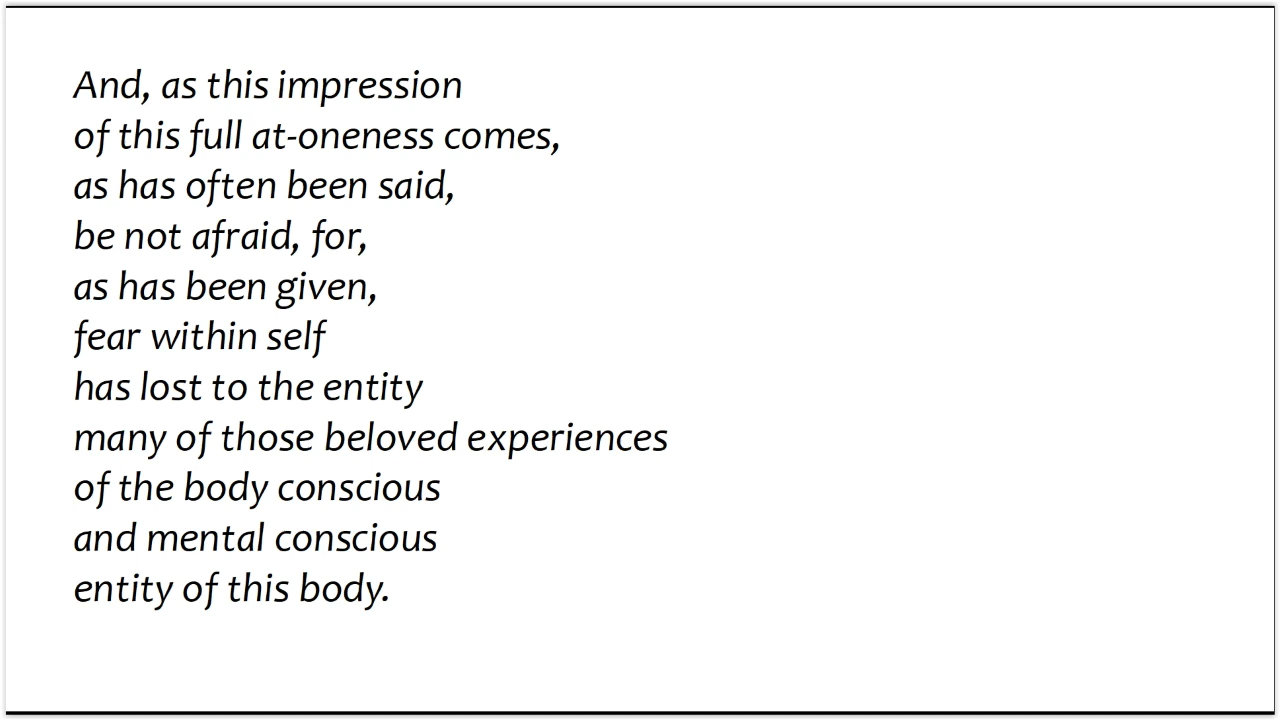 And, as this impression
of this full at-oneness comes,
as has often been said,
be not afraid, for,
as has been given,
fear within self
has lost to the entity
many of those beloved experiences
of the body conscious
and mental conscious
entity of this body.